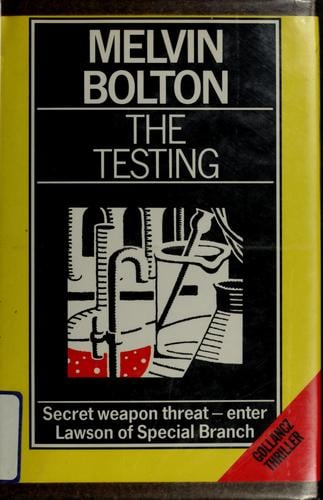 MELVIN
BOLTON
THE
TESTING
Secret weapon threat – enter
Lawson of Special Branch
GOLLANCZ
THRILLER